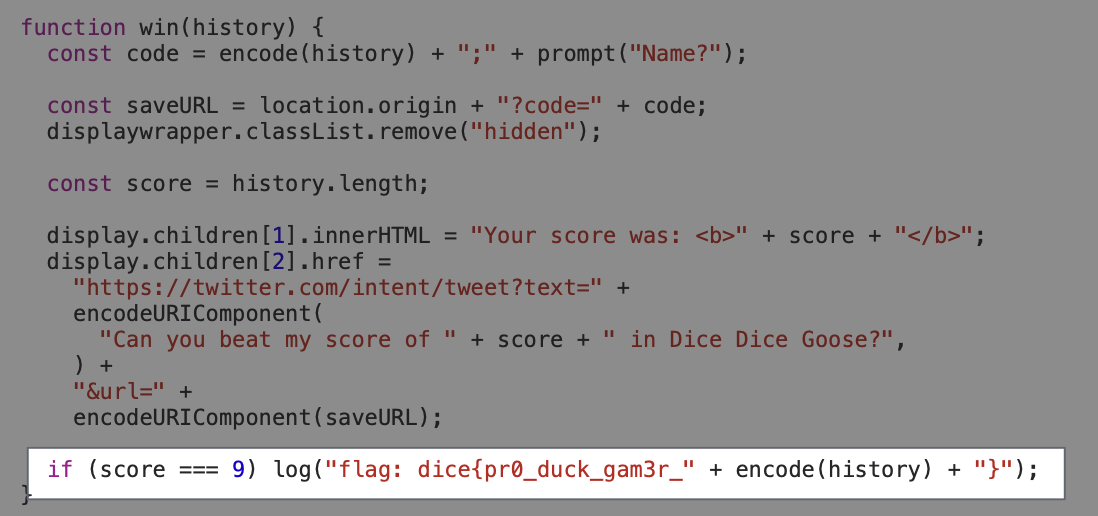 function win(history) {
const code = encode(history) + ";" + prompt("Name?");
const saveURL = location.origin + "?code=" + code;
displaywrapper.classList.remove("hidden");
const score = history.length;
display.children[1].innerHTML = "Your score was: <b>" + score + "</b>";
display.children[2].href =
"https://twitter.com/intent/tweet?text=" +
encodeURIComponent(
"Can you beat my score of " + score + " in Dice Dice Goose?",
) +
"&url=" +
encodeURIComponent(saveURL);
if (score === 9) log("flag: dice{pr0_duck_gam3r_" + encode(history) + "}");
}